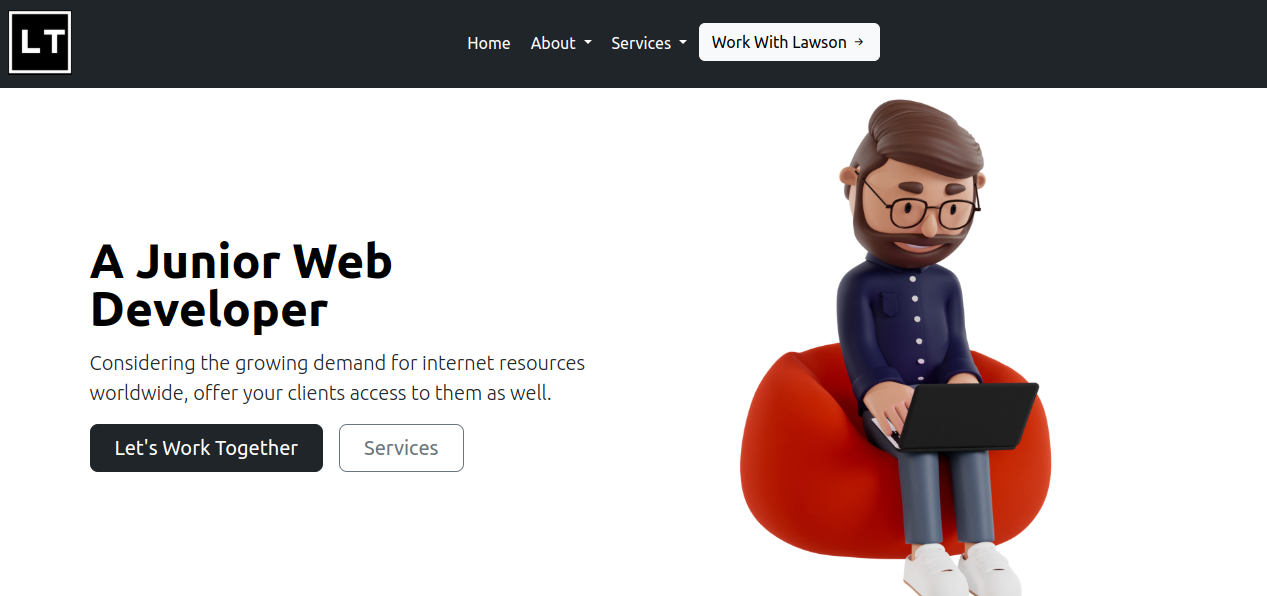 LT
Home About Services Work With Lawson →
A Junior Web
Developer
Considering the growing demand for internet resources
worldwide, offer your clients access to them as well.
Let's Work Together Services